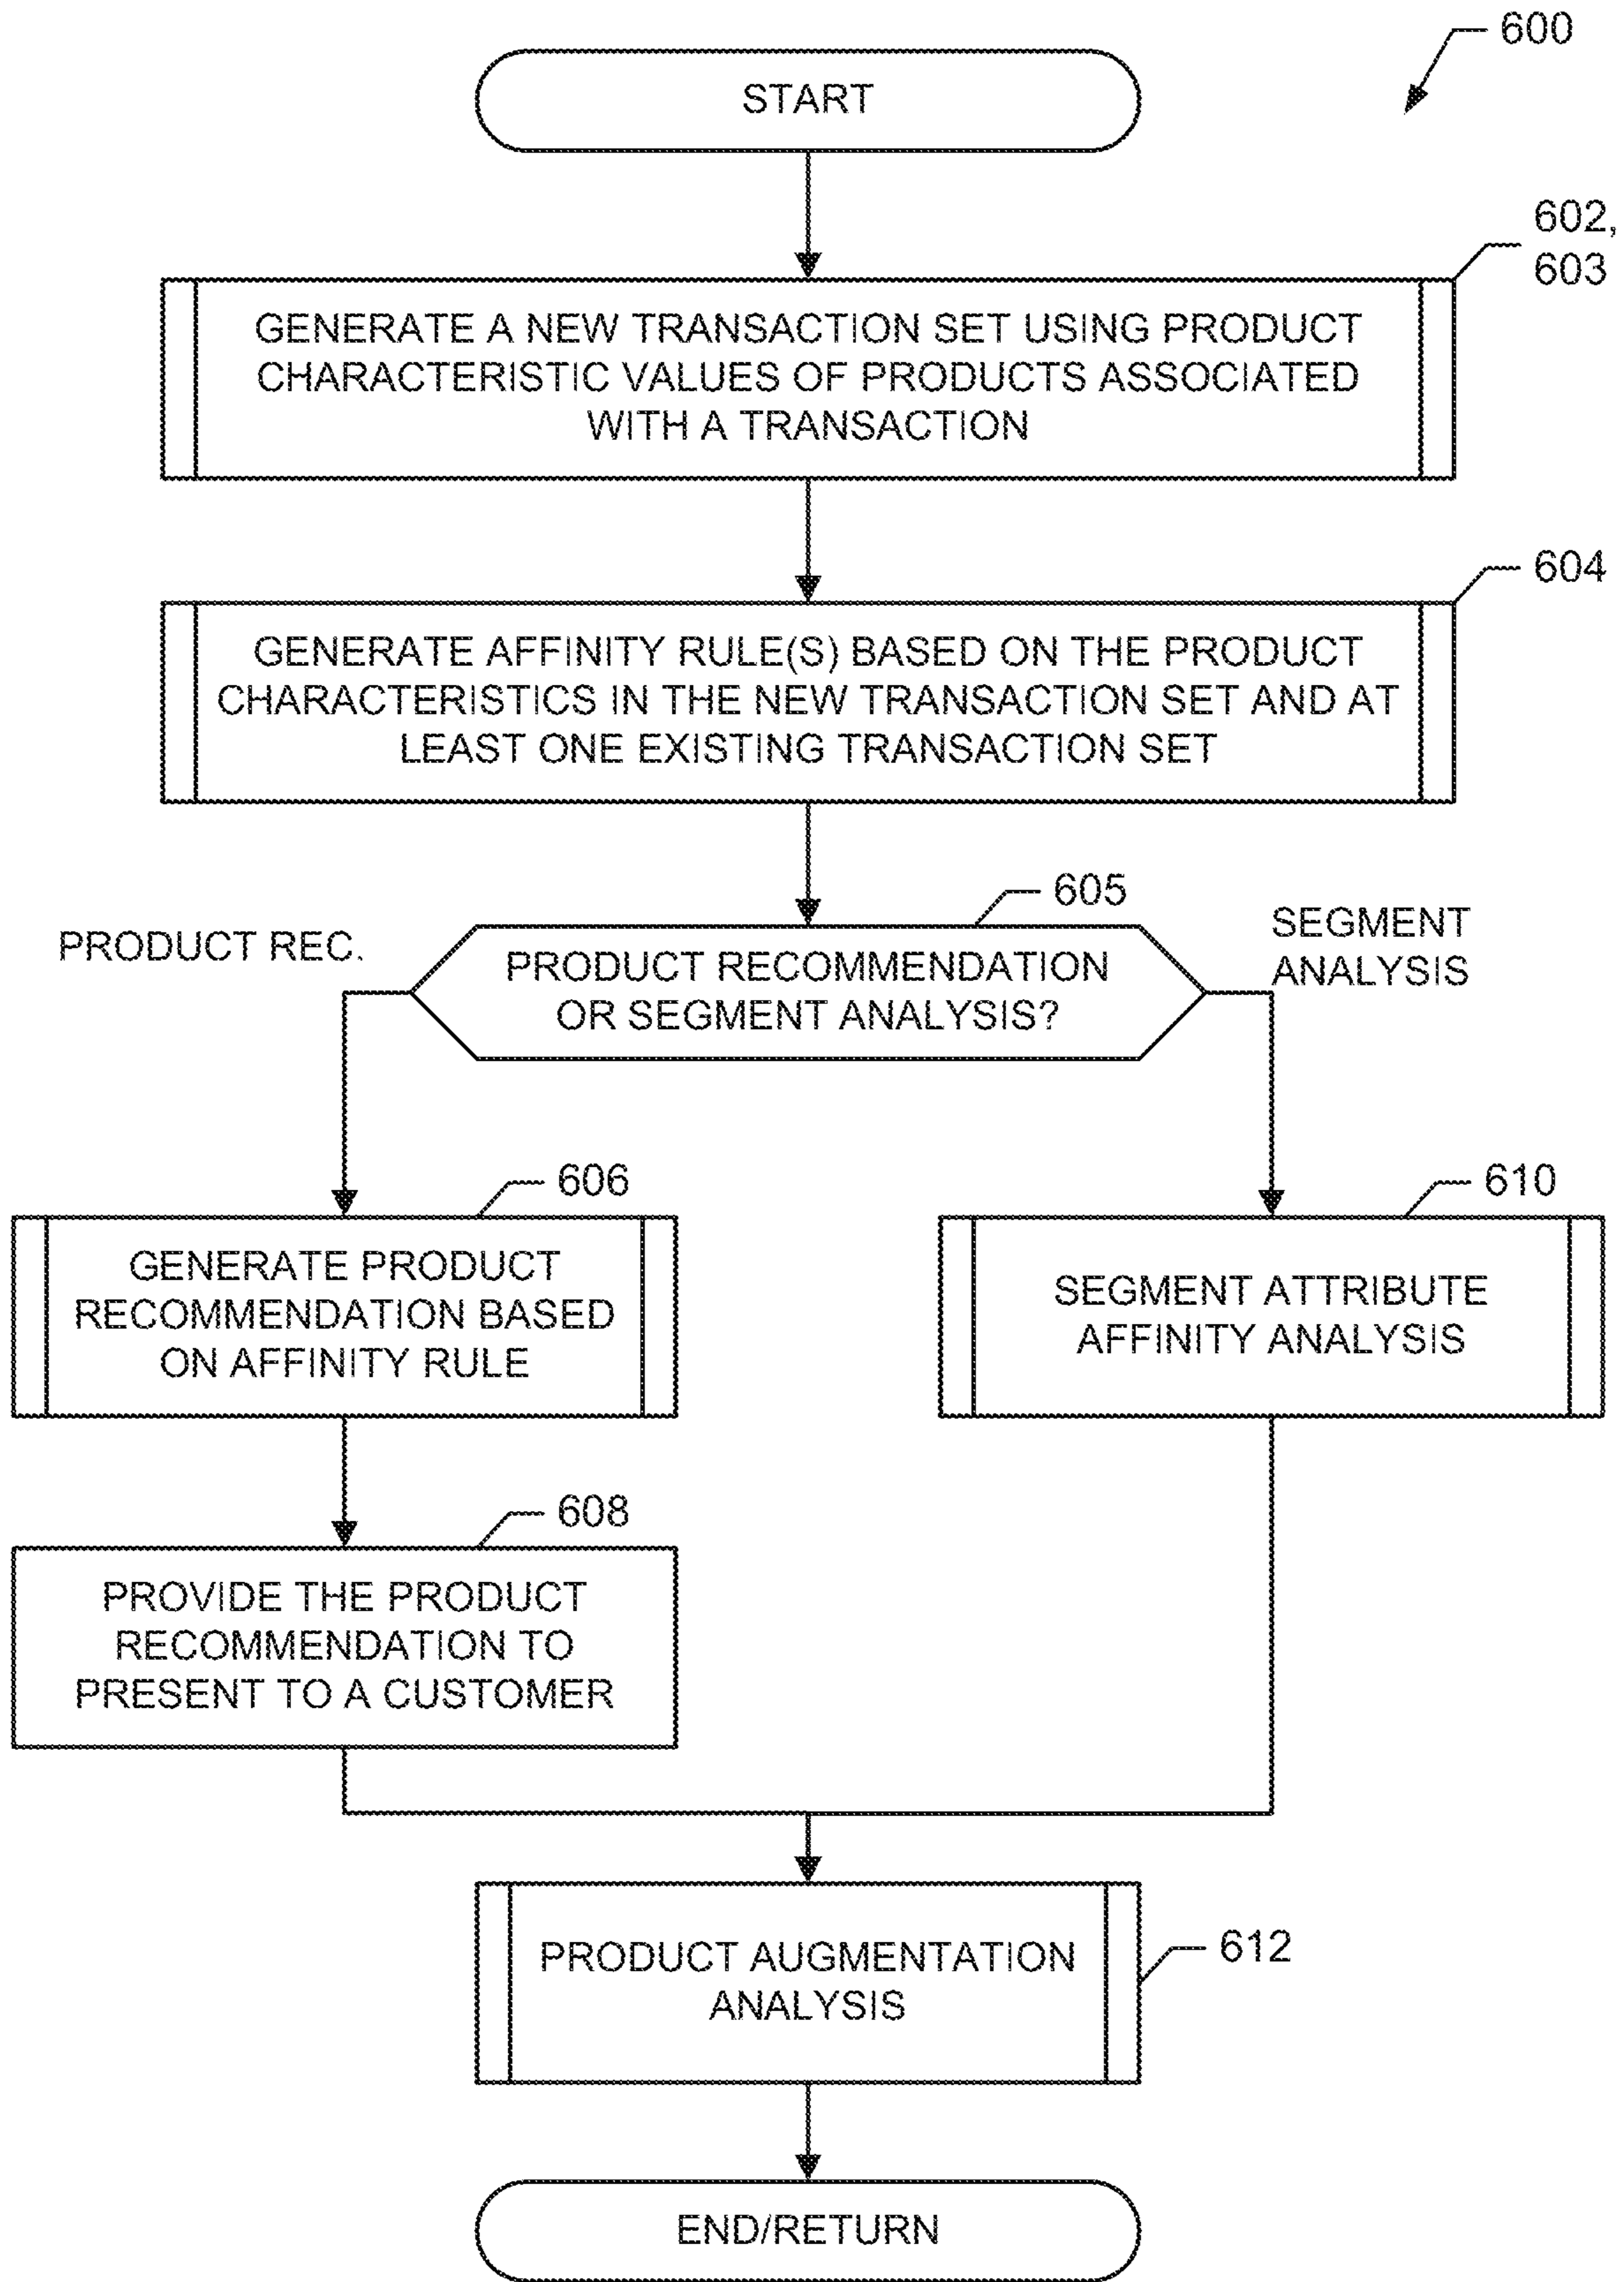 600
START
602,
603
GENERATE A NEW TRANSACTION SET USING PRODUCT
CHARACTERISTIC VALUES OF PRODUCTS ASSOCIATED
WITH A TRANSACTION
604
GENERATE AFFINITY RULE(S) BASED ON THE PRODUCT
CHARACTERISTICS IN THE NEW TRANSACTION SET AND AT
LEAST ONE EXISTING TRANSACTION SET
605
PRODUCT REC.
PRODUCT RECOMMENDATION
OR SEGMENT ANALYSIS?
SEGMENT
ANALYSIS
606
GENERATE PRODUCT
RECOMMENDATION BASED
ON AFFINITY RULE
610
SEGMENT ATTRIBUTE
AFFINITY ANALYSIS
608
PROVIDE THE PRODUCT
RECOMMENDATION TO
PRESENT TO A CUSTOMER
612
PRODUCT AUGMENTATION
ANALYSIS
END/RETURN